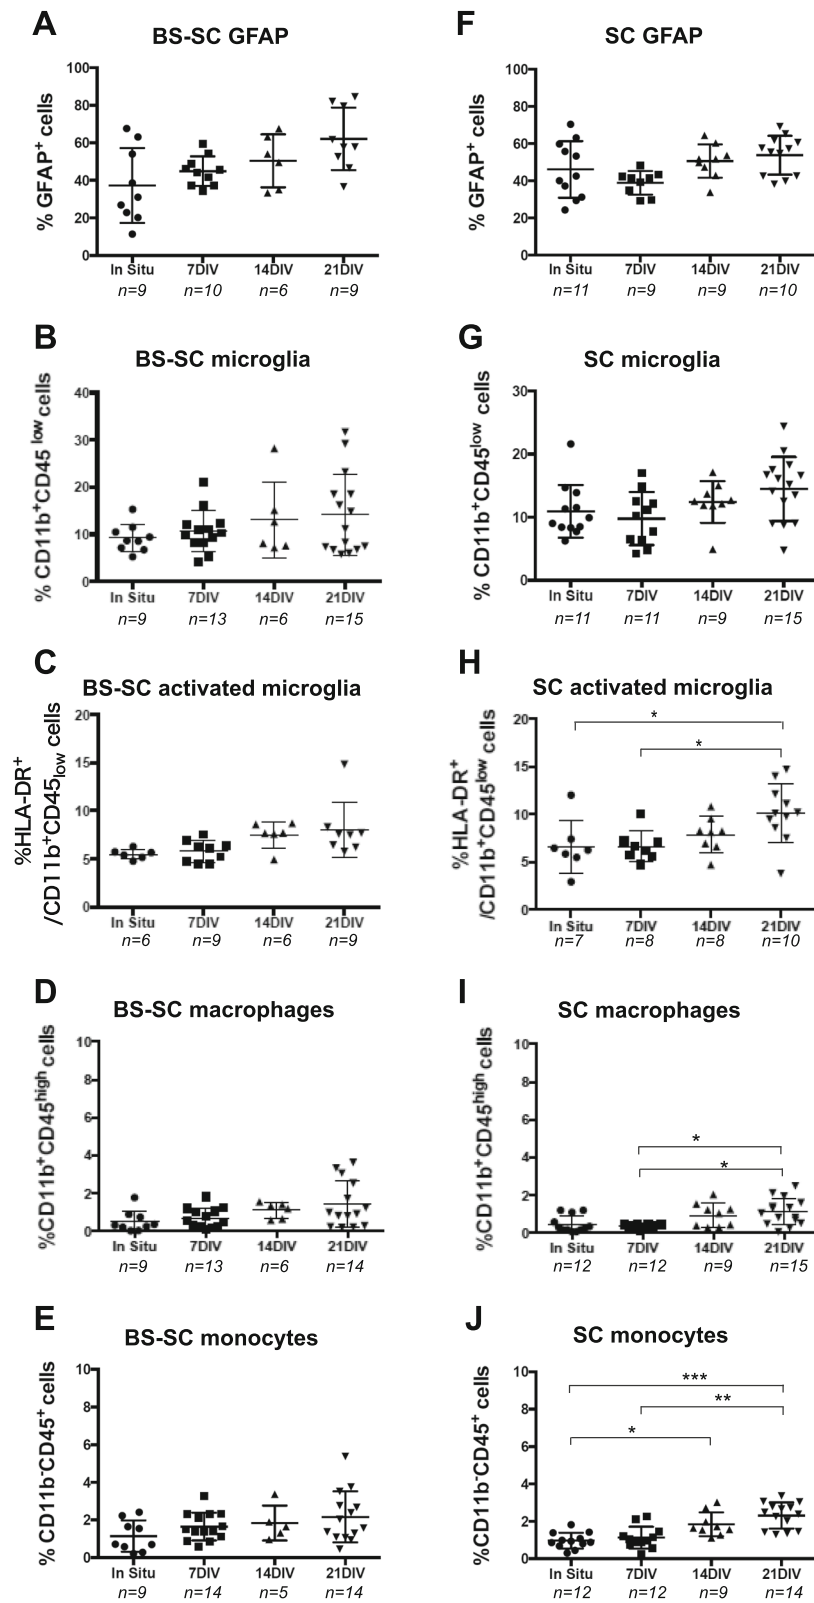 A
BS-SC GFAP
% GFAP+ cells
100
80
60
40
20
0
In Situ 7DIV 14DIV 21DIV
n=9 n=10 n=6 n=9
F
SC GFAP
% GFAP+ cells
100
80
60
40
20
0
In Situ 7DIV 14DIV 21DIV
n=11 n=9 n=9 n=10
B
BS-SC microglia
% CD11b+CD45 low cells
40
30
20
10
0
In Situ 7DIV 14DIV 21DIV
n=9 n=13 n=6 n=15
G
SC microglia
% CD11b+CD45low cells
30
20
10
0
In Situ 7DIV 14DIV 21DIV
n=11 n=11 n=9 n=15
C
BS-SC activated microglia
%HLA-DR+
/CD11b+CD45low cells
20
15
10
5
0
In Situ 7DIV 14DIV 21DIV
n=6 n=9 n=6 n=9
H
SC activated microglia
%HLA-DR+
/CD11b+CD45low cells
20
15
10
5
0
*
*
In Situ 7DIV 14DIV 21DIV
n=7 n=8 n=8 n=10
D
BS-SC macrophages
%CD11b+CD45high cells
10
8
6
4
2
0
In Situ 7DIV 14DIV 21DIV
n=9 n=13 n=6 n=14
I
SC macrophages
%CD11b+CD45high cells
10
8
6
4
2
0
*
*
In Situ 7DIV 14DIV 21DIV
n=12 n=12 n=9 n=15
E
BS-SC monocytes
% CD11b-CD45+ cells
10
8
6
4
2
0
In Situ 7DIV 14DIV 21DIV
n=9 n=14 n=5 n=14
J
SC monocytes
%CD11b-CD45+ cells
10
8
6
4
2
0
***
**
*
In Situ 7DIV 14DIV 21DIV
n=12 n=12 n=9 n=14